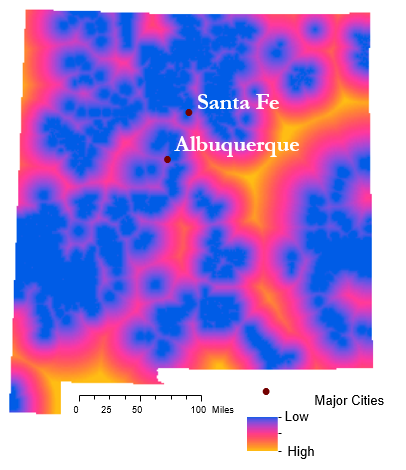 Santa Fe
Albuquerque
0 25 50 100 Miles
Major Cities
Low
High